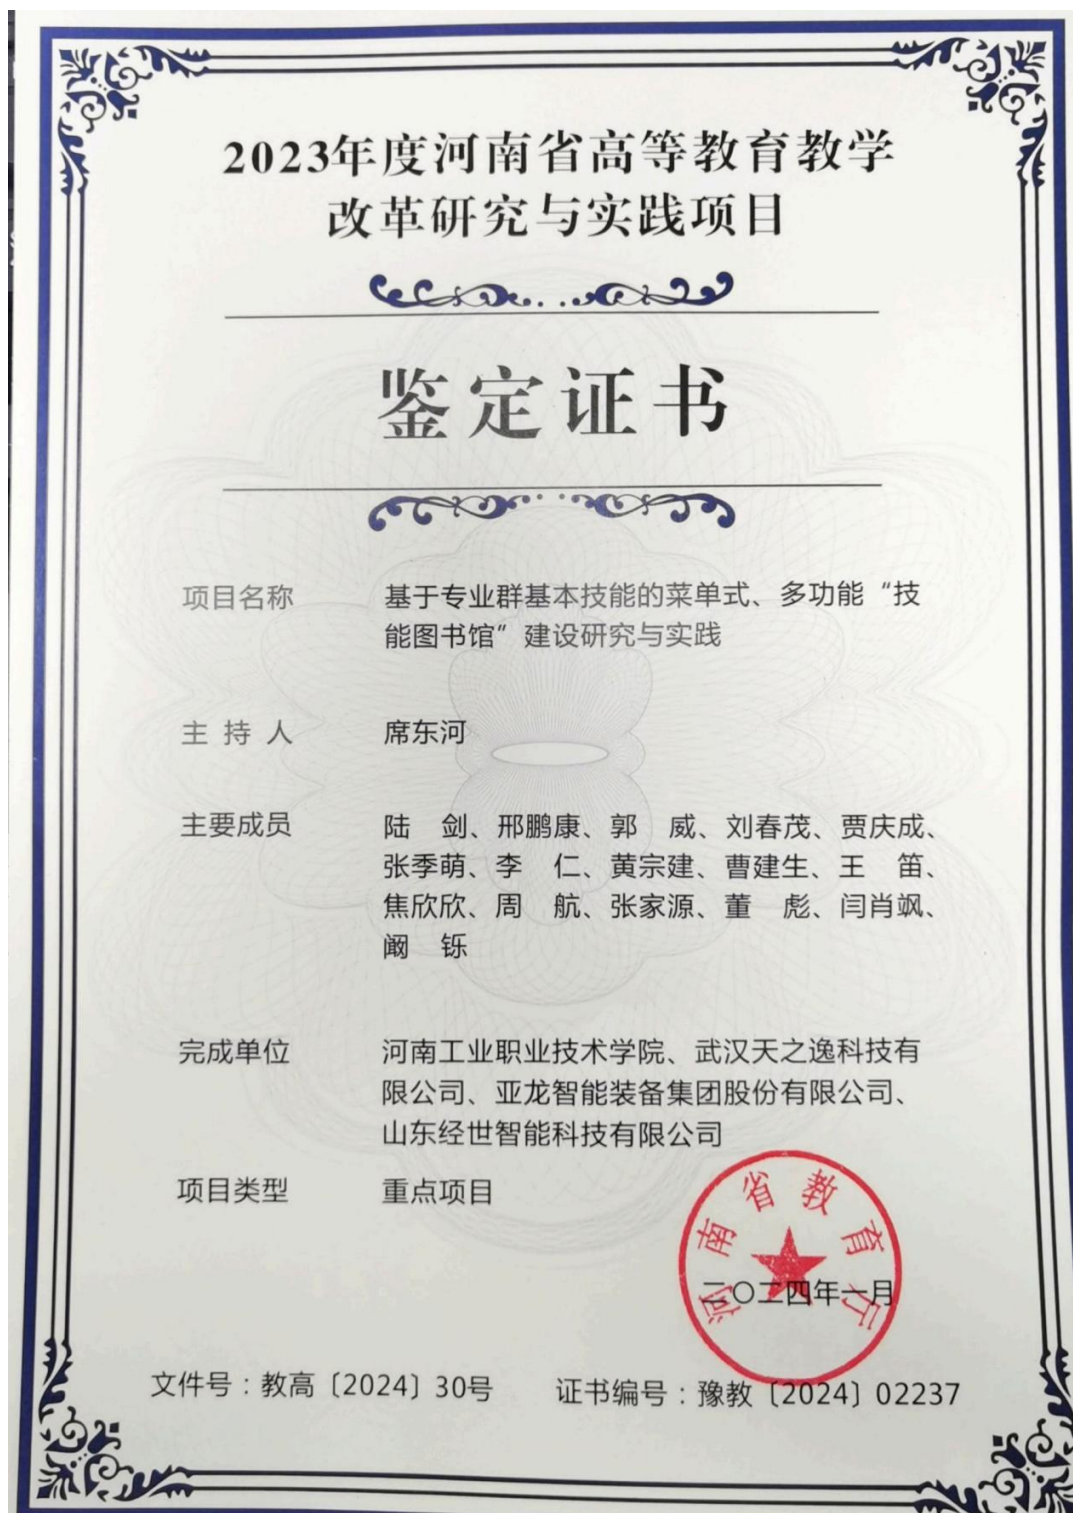 2023年度河南省高等教育教学
改革研究与实践项目
鉴定证书
项目名称 基于专业群基本技能的菜单式、多功能“技
能图书馆”建设研究与实践
主 持 人 席东河
主要成员 陆 剑、邢鹏康、郭 威、刘春茂、贾庆成、
张季萌、李 仁、黄宗建、曹建生、王 笛、
焦欣欣、周 航、张家源、董 彪、闫肖飒、
阚 铄
完成单位 河南工业职业技术学院、武汉天之逸科技有
限公司、亚龙智能装备集团股份有限公司、
山东经世智能科技有限公司
项目类型 重点项目
河南省教育厅
二〇二四年一月
文件号：教高〔2024〕30号 证书编号：豫教〔2024〕02237